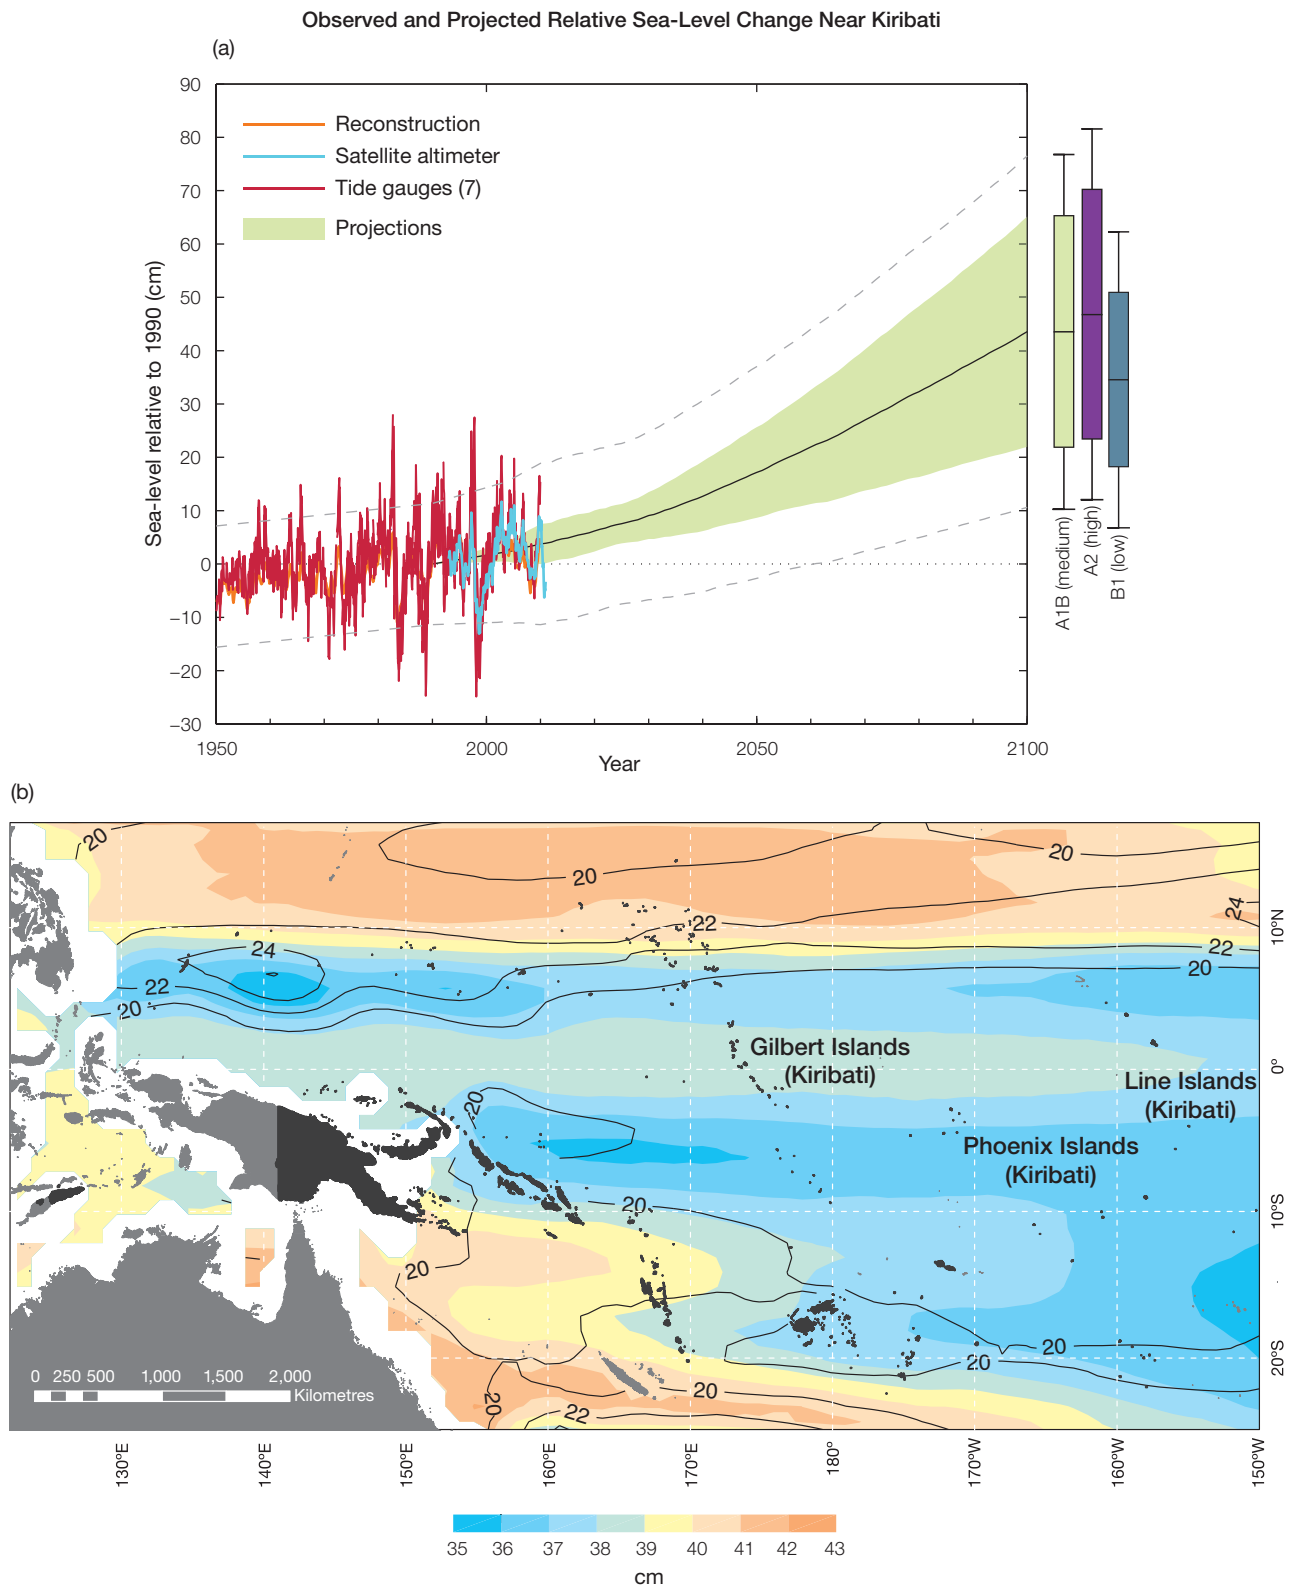 Observed and Projected Relative Sea-Level Change Near Kiribati
(a)
90
80
70
60
50
40
30
20
10
0
−10
−20
−30
Sea-level relative to 1990 (cm)
Reconstruction
Satellite altimeter
Tide gauges (7)
Projections
1950
2000
2050
2100
Year
A1B (medium)
A2 (high)
B1 (low)
(b)
20
20
20
24
22
22
20
24
22
20
Gilbert Islands
(Kiribati)
Line Islands
(Kiribati)
Phoenix Islands
(Kiribati)
20
20
20
20
20
20
20
22
10°N
0°
10°S
20°S
0 250 500 1,000 1,500 2,000
Kilometres
130°E
140°E
150°E
160°E
170°E
180°
170°W
160°W
150°W
35 36 37 38 39 40 41 42 43
cm